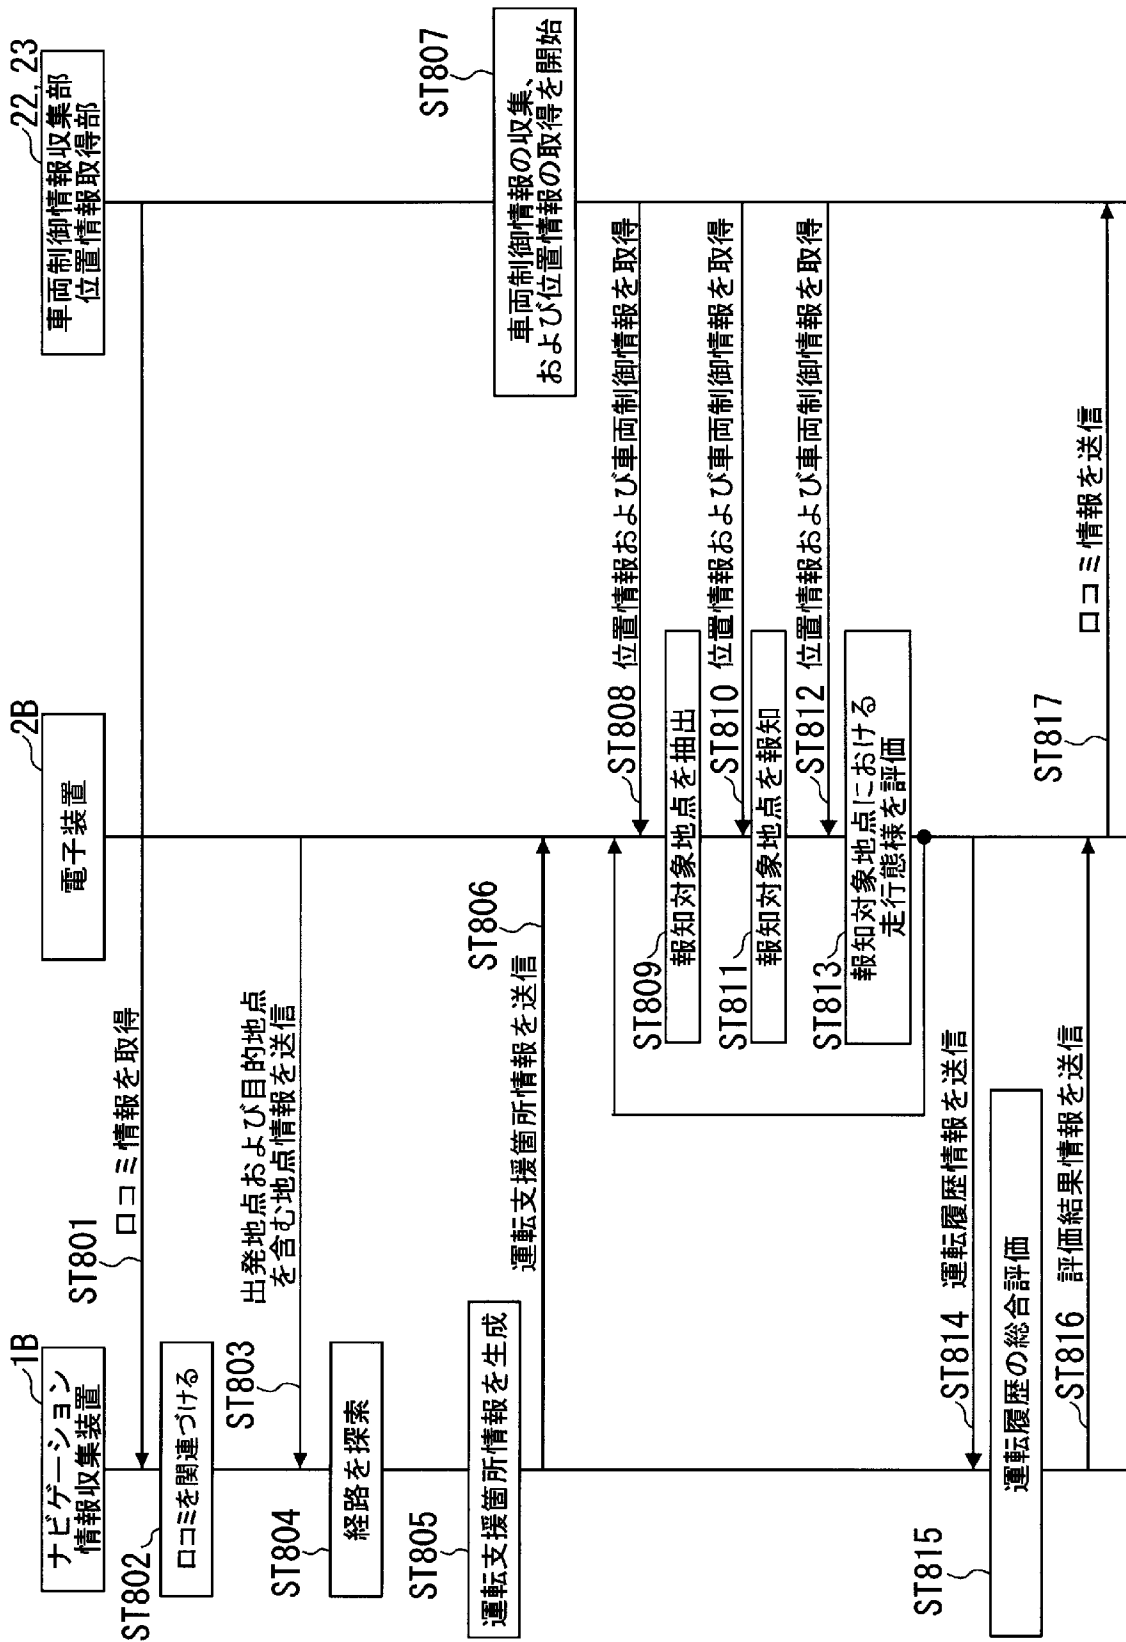 ナビゲーション
情報収集装置
1B
電子装置
2B
車両制御情報収集部
位置情報取得部
22, 23
ST801
口コミ情報を取得
ST802
口コミを関連づける
ST803
出発地点および目的地点
を含む地点情報を送信
ST804
経路を探索
ST805
運転支援箇所情報を生成
運転支援箇所情報を送信
ST806
ST807
車両制御情報の収集、
および位置情報の取得を開始
ST808 位置情報および車両制御情報を取得
ST809
報知対象地点を抽出
ST810 位置情報および車両制御情報を取得
ST811
報知対象地点を報知
ST812 位置情報および車両制御情報を取得
ST813
報知対象地点における
走行態様を評価
ST814 運転履歴情報を送信
ST815
運転履歴の総合評価
ST816 評価結果情報を送信
ST817
口コミ情報を送信